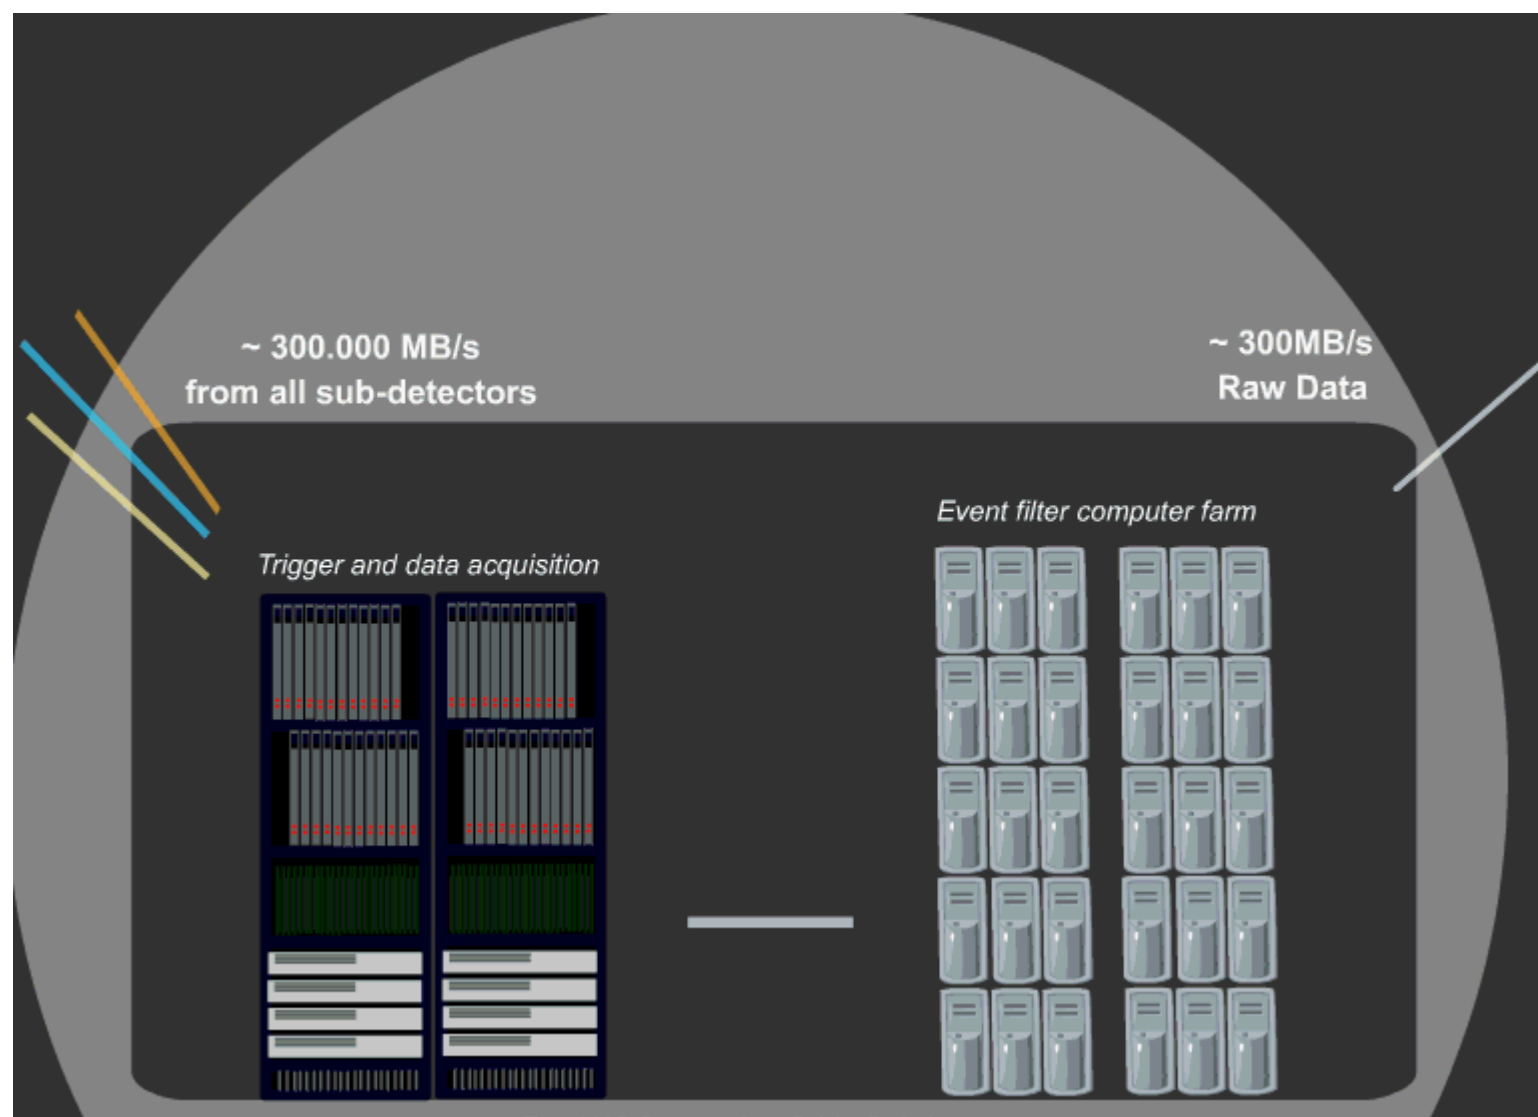 ~ 300.000 MB/s
from all sub-detectors
~ 300MB/s
Raw Data
Event filter computer farm
Trigger and data acquisition